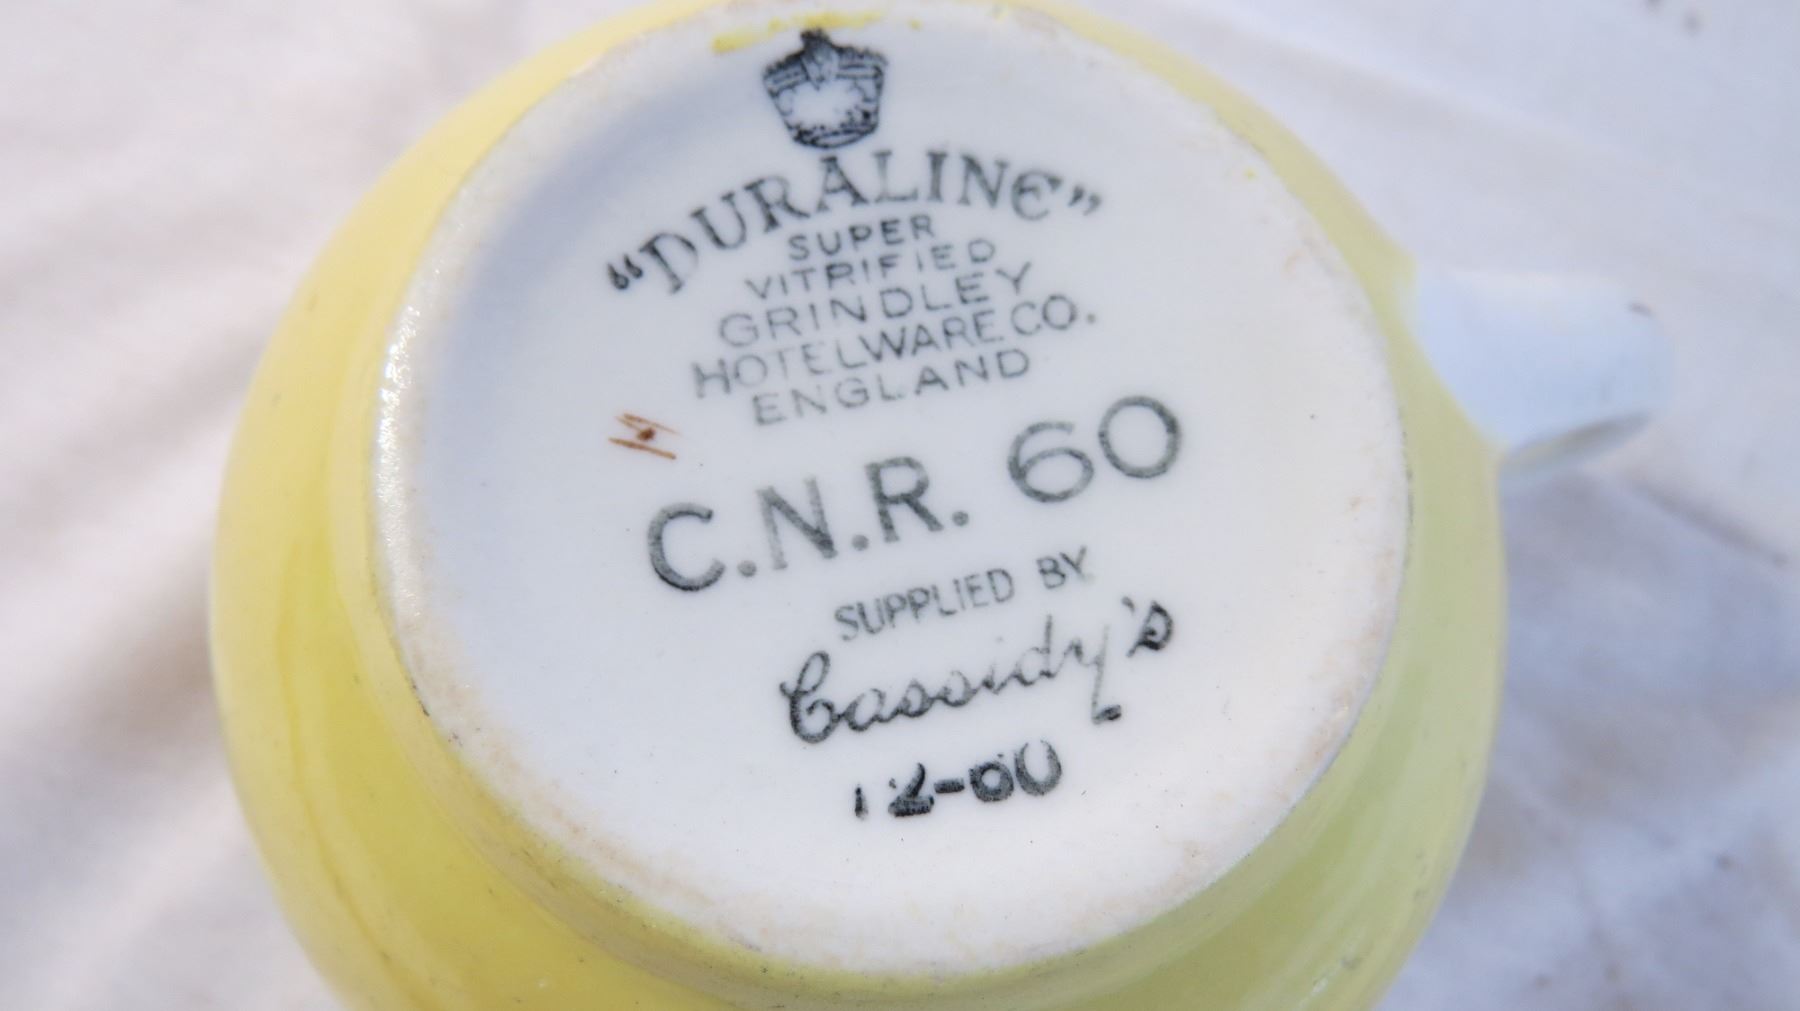 “DURALINE”
SUPER
VITRIFIED
GRINDLEY
HOTELWARE CO.
ENGLAND
C.N.R. 60
SUPPLIED BY
Cassidy's
12-60